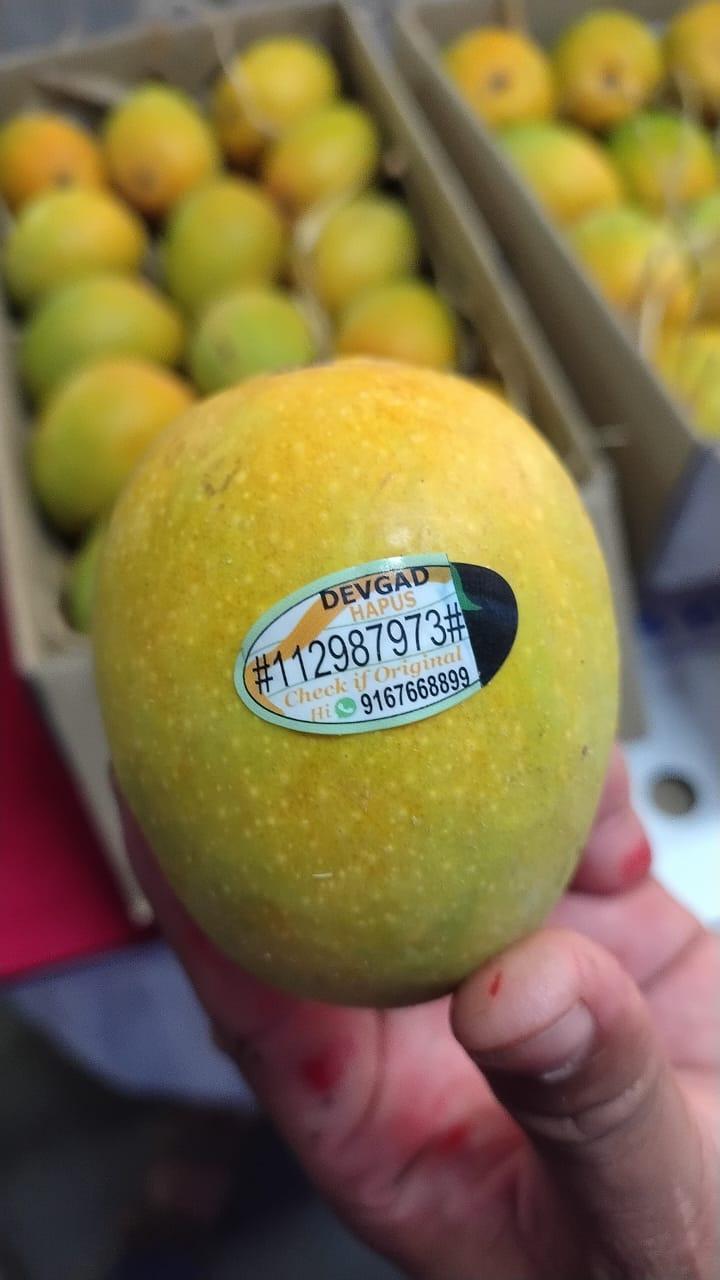 DEVGAD
HAPUS
#112987973#
Check if Original
Hi 9167668899